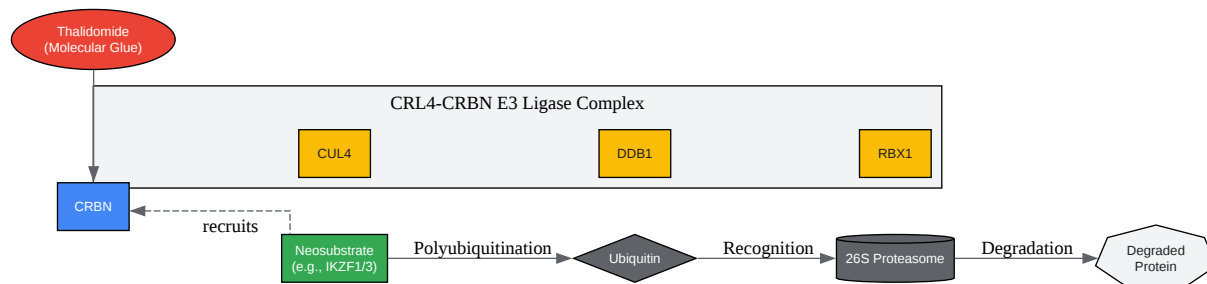 Thalidomide
(Molecular Glue)
CRL4-CRBN E3 Ligase Complex
CUL4
DDB1
RBX1
CRBN
recruits
Neosubstrate
(e.g., IKZF1/3)
Polyubiquitination
Ubiquitin
Recognition
26S Proteasome
Degradation
Degraded
Protein